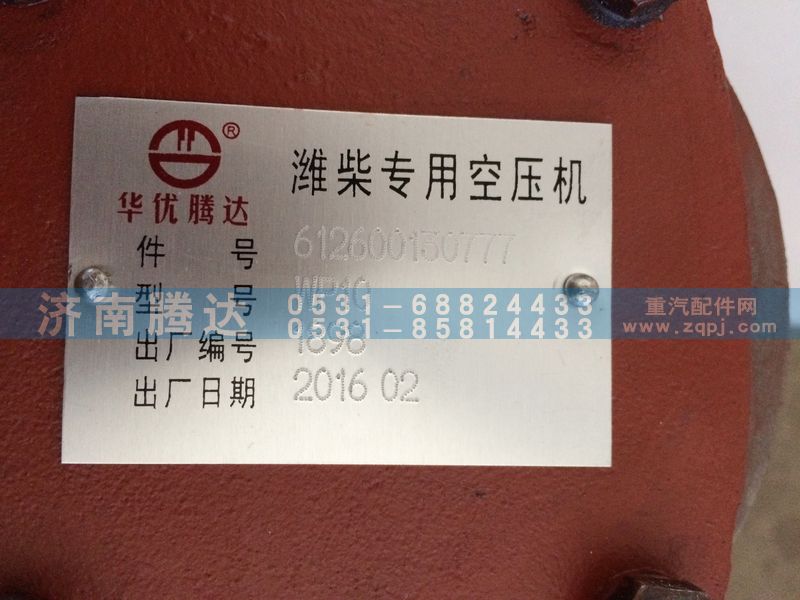 ®
潍柴专用空压机
华优腾达
件 号 612600130777
型 号 WP10
济南腾达 0531-68824433
0531-85814433
重汽配件网
www.zqpj.com
出厂编号 1898
出厂日期 2016 02